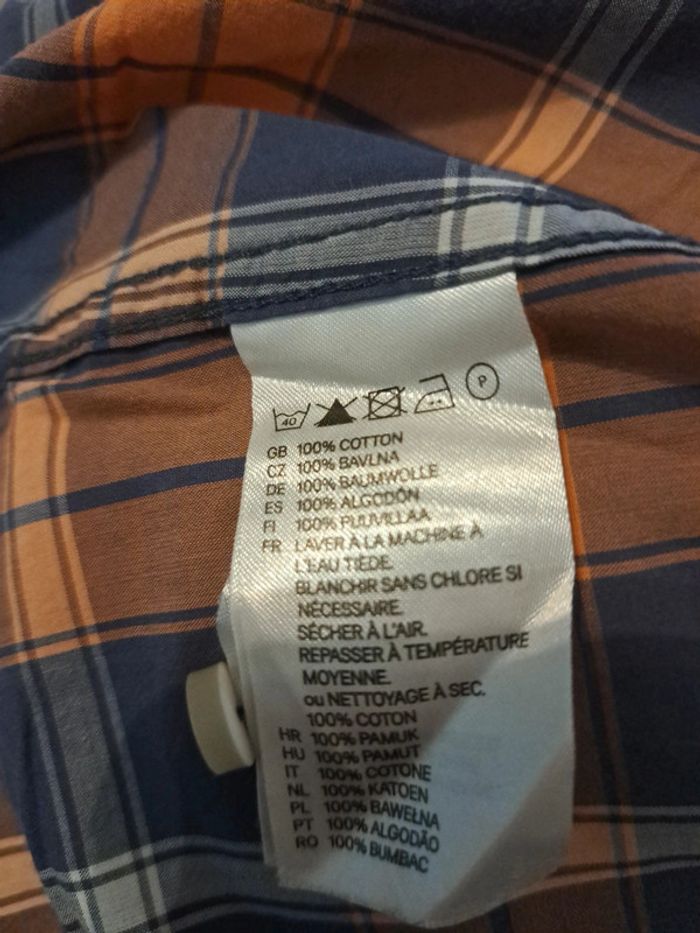 40 P
GB 100% COTTON
CZ 100% BAVLNA
DE 100% BAUMWOLLE
ES 100% ALGODÓN
FI 100% PUUVILLAA
FR LAVER À LA MACHINE À
L'EAU TIÈDE.
BLANCHIR SANS CHLORE SI
NÉCESSAIRE.
SÉCHER À L'AIR.
REPASSER À TEMPÉRATURE
MOYENNE.
ou NETTOYAGE À SEC.
100% COTON
HR 100% PAMUK
HU 100% PAMUT
IT 100% COTONE
NL 100% KATOEN
PL 100% BAWEŁNA
PT 100% ALGODÃO
RO 100% BUMBAC